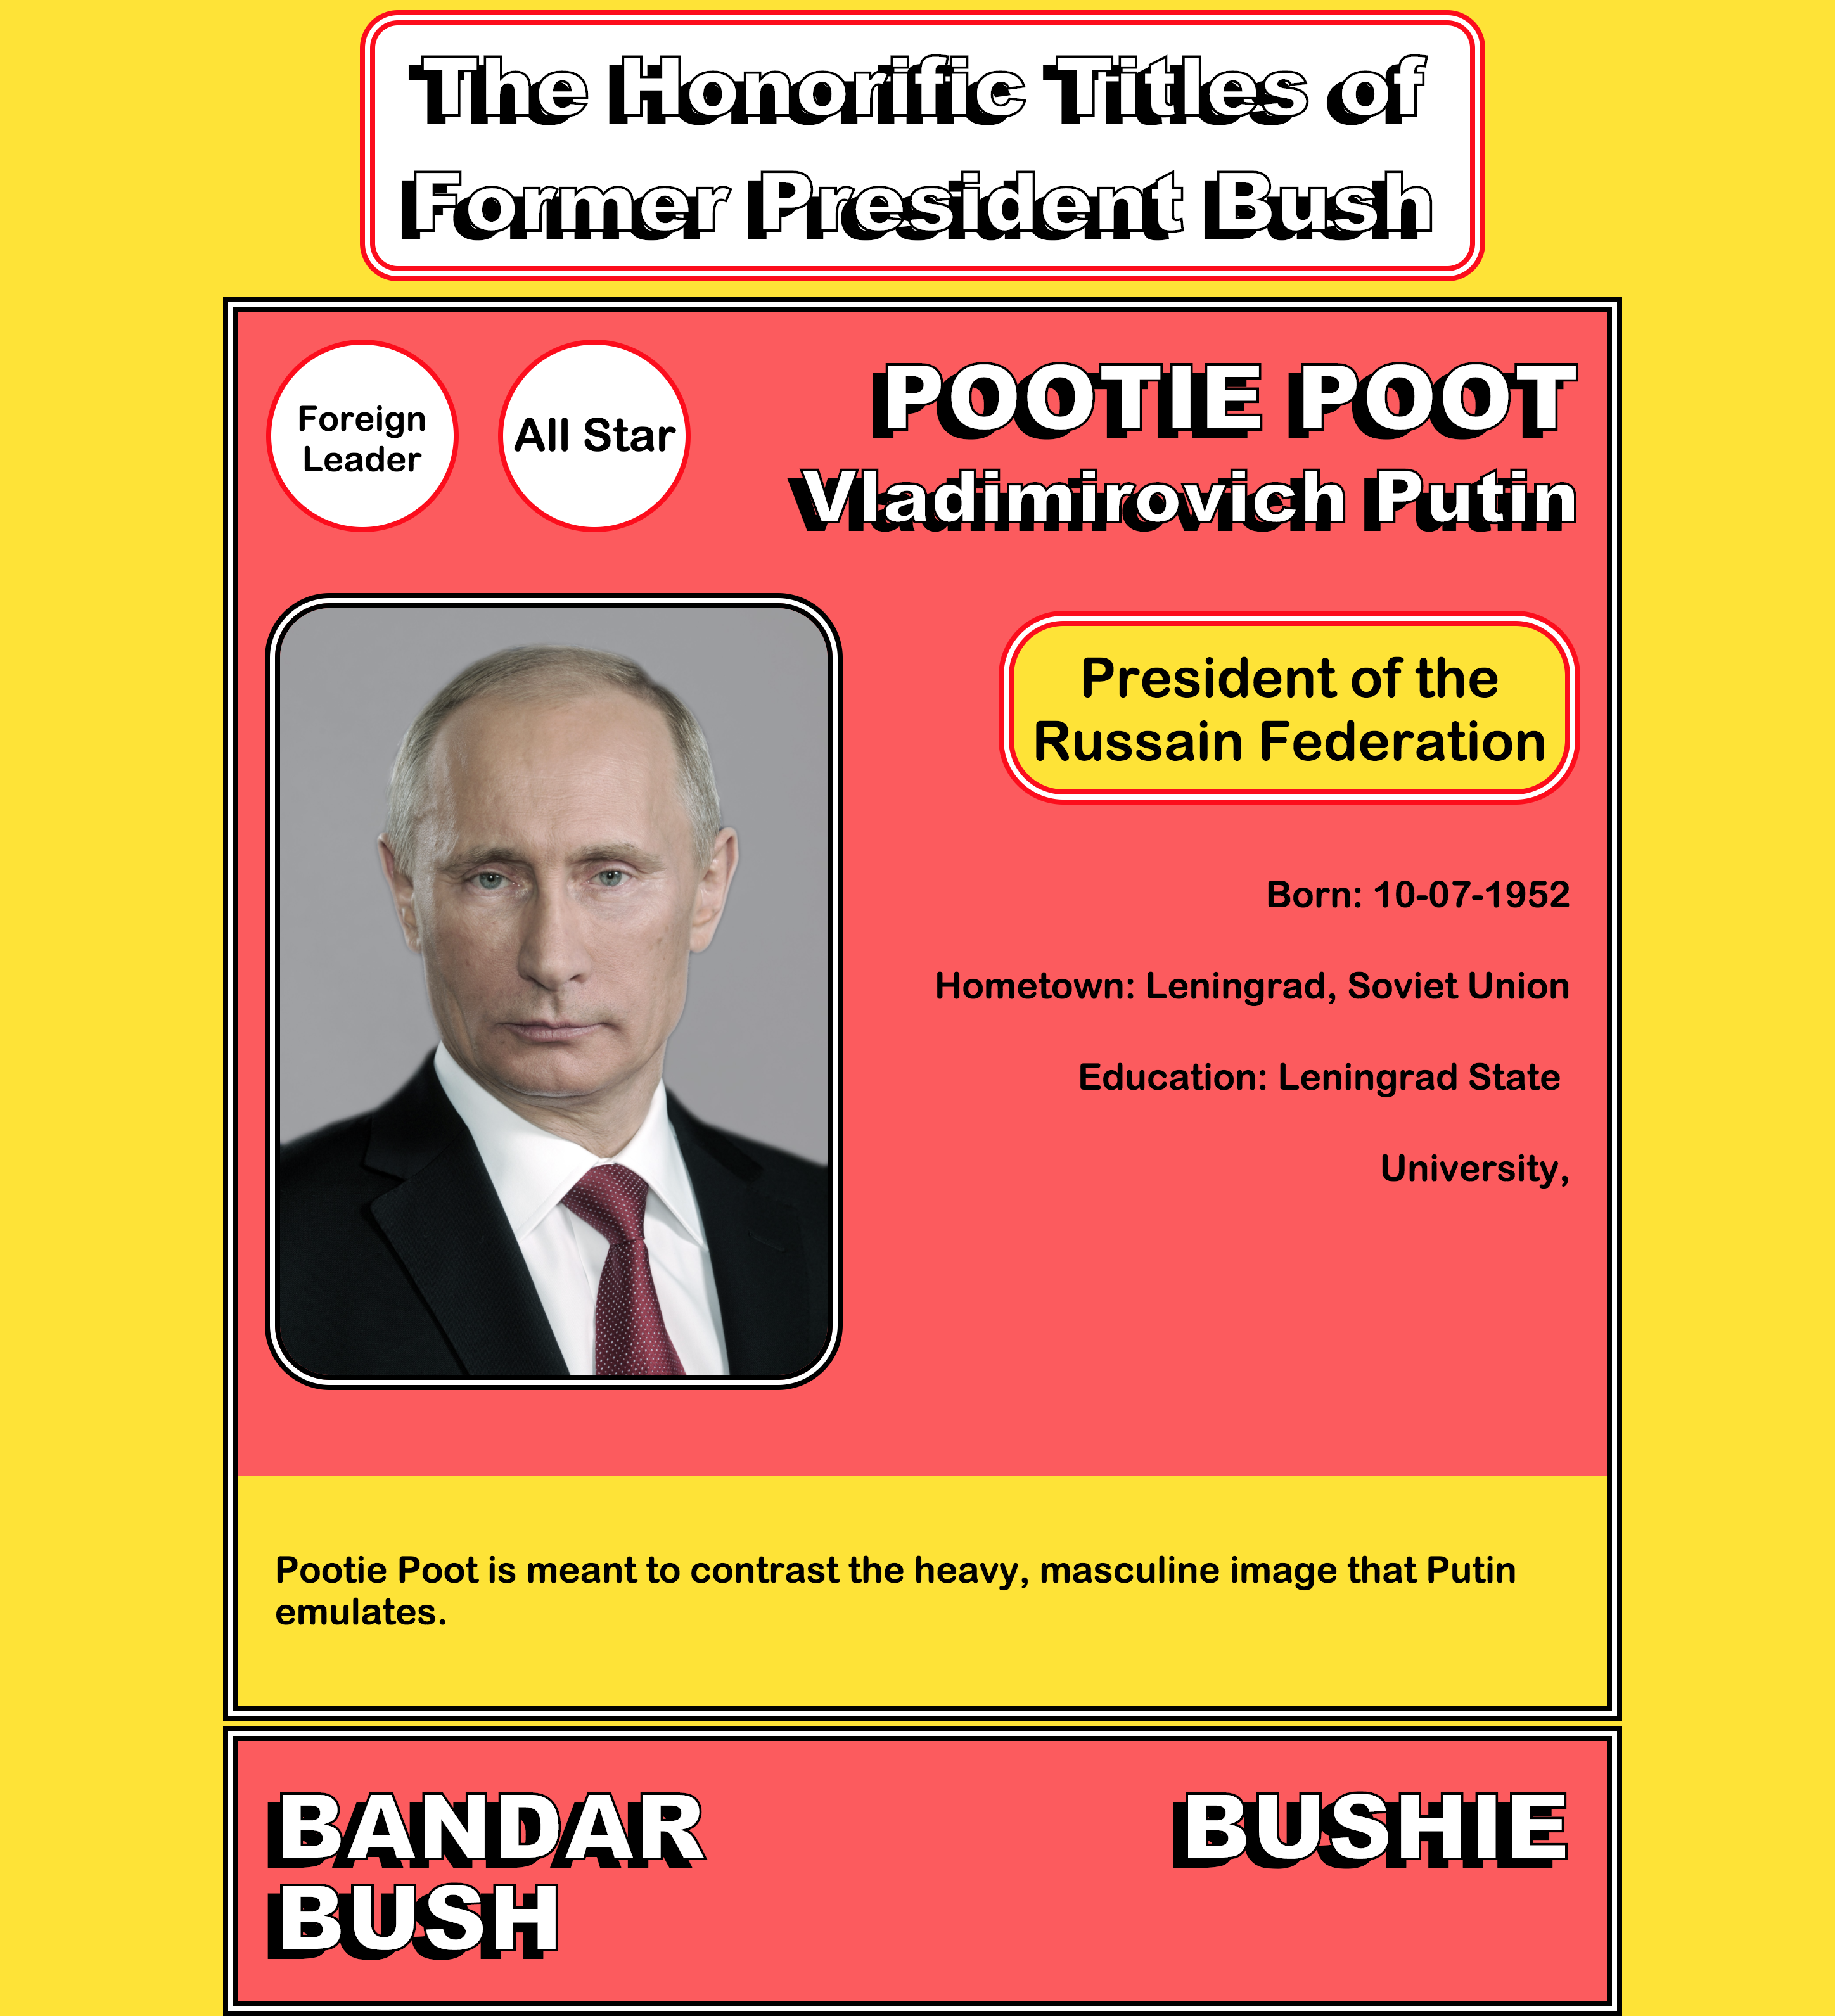 The Honorific Titles of
Former President Bush
Foreign
Leader
All Star
POOTIE POOT
Vladimirovich Putin
President of the
Russain Federation
Born: 10-07-1952
Hometown: Leningrad, Soviet Union
Education: Leningrad State
University,
Pootie Poot is meant to contrast the heavy, masculine image that Putin
emulates.
BANDAR
BUSH
BUSHIE